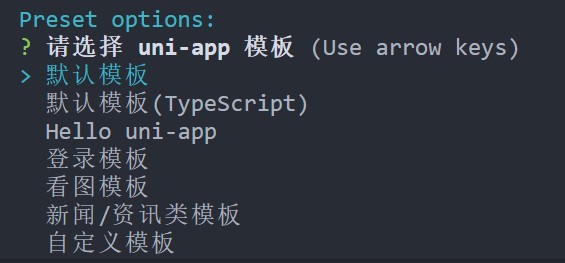 Preset options:
? 请选择 uni-app 模板 (Use arrow keys)
> 默认模板
默认模板(TypeScript)
Hello uni-app
登录模板
看图模板
新闻/资讯类模板
自定义模板